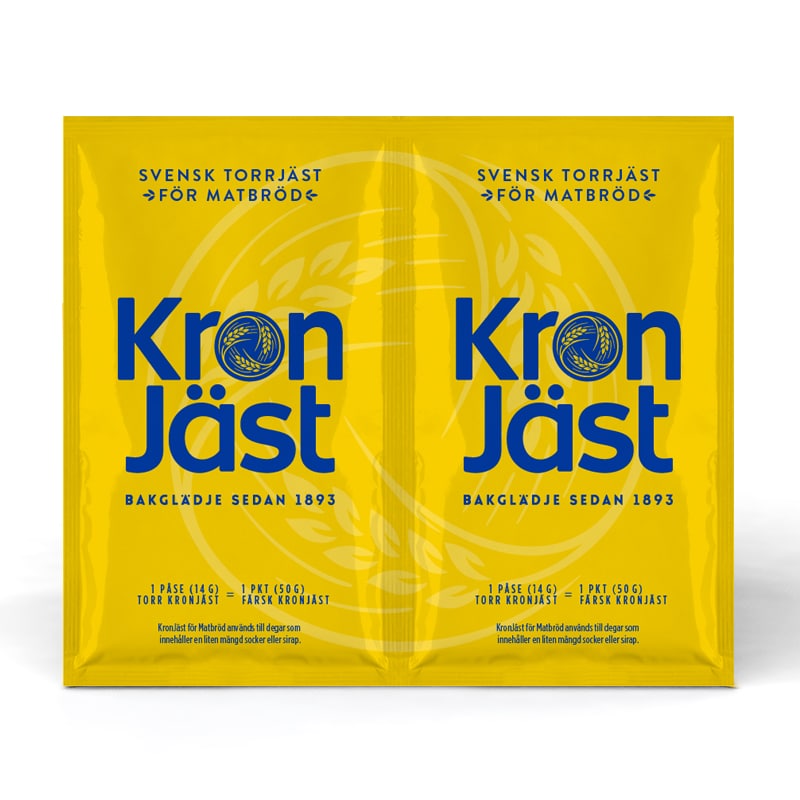 SVENSK TORRJÄST
FÖR MATBRÖD
Kron
Jäst
BAKGLÄDJE SEDAN 1893
1 PÅSE (14 G) = 1 PKT (50 G)
TORR KRONJÄST FÄRSK KRONJÄST
KronJäst för Matbröd används till degar som
innehåller en liten mängd socker eller sirap.
SVENSK TORRJÄST
FÖR MATBRÖD
Kron
Jäst
BAKGLÄDJE SEDAN 1893
1 PÅSE (14 G) = 1 PKT (50 G)
TORR KRONJÄST FÄRSK KRONJÄST
KronJäst för Matbröd används till degar som
innehåller en liten mängd socker eller sirap.